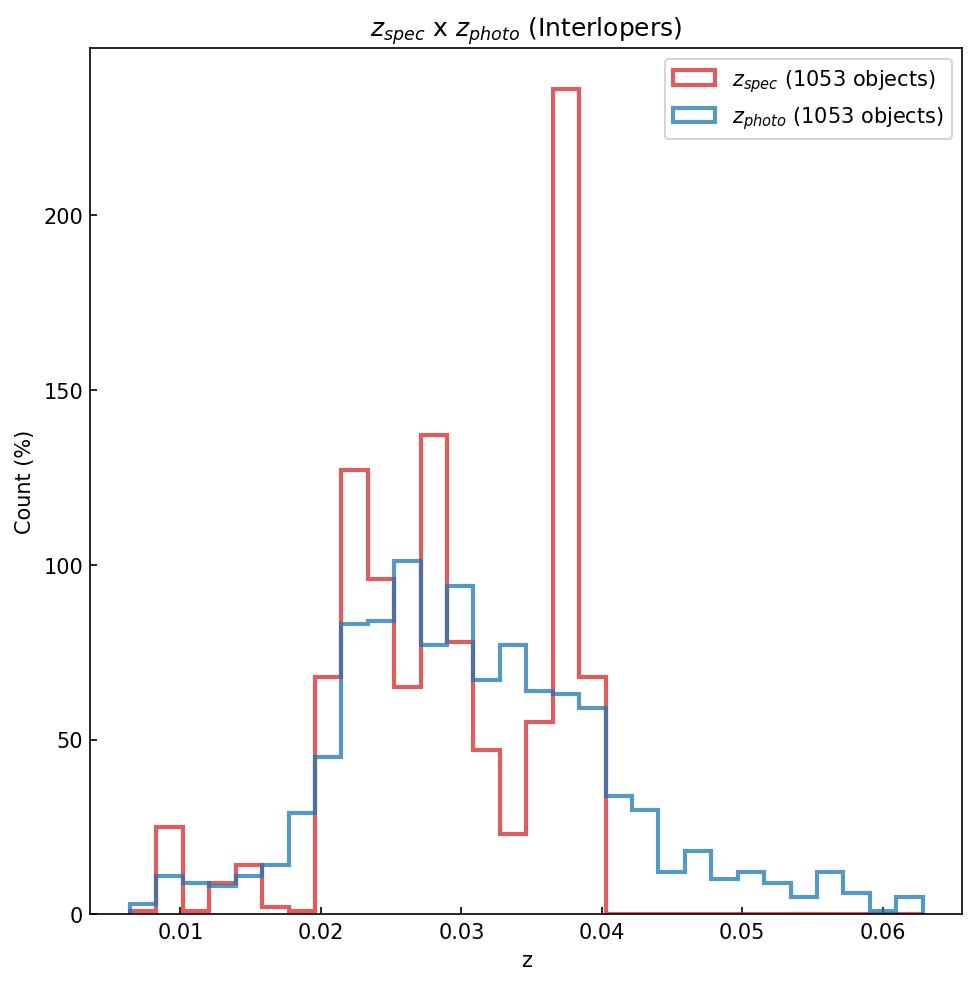 z_spec x z_photo (Interlopers)
z_spec (1053 objects)
z_photo (1053 objects)
Count (%)
200
150
100
50
0
0.01 0.02 0.03 0.04 0.05 0.06
z